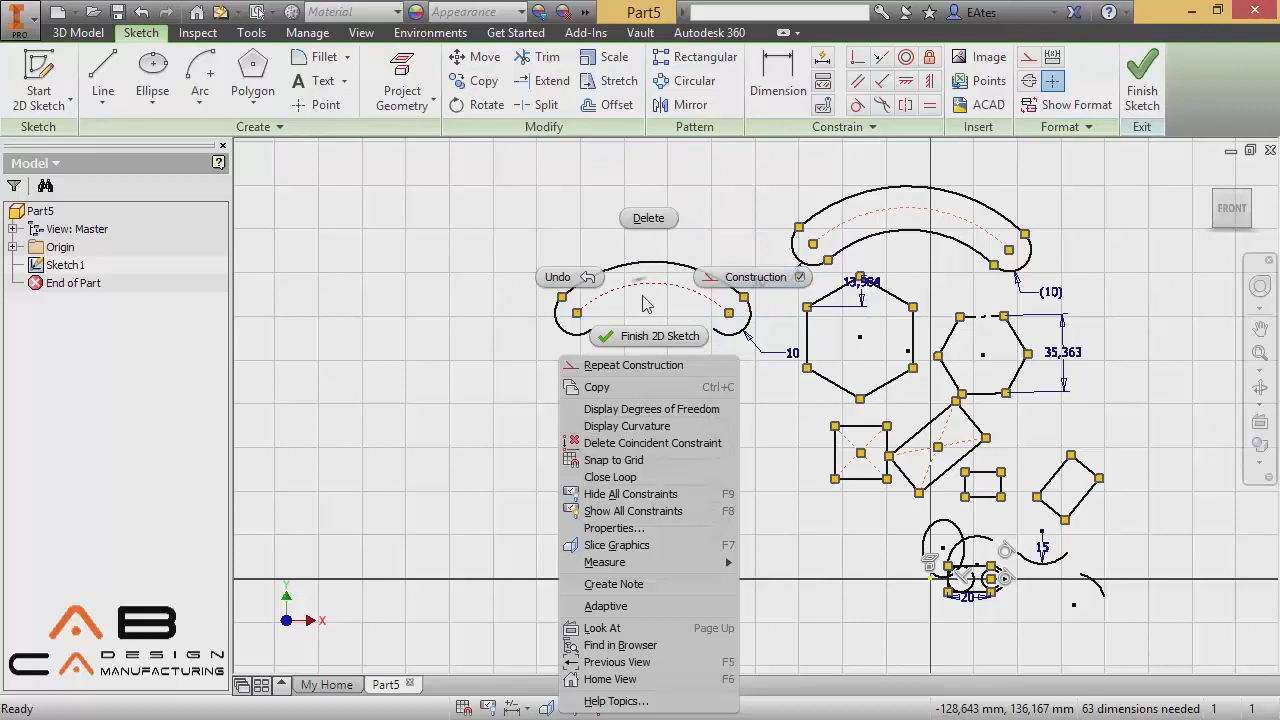 PRO
Material
Appearance
Part5
EAtes
3D Model Sketch Inspect Tools Manage View Environments Get Started Add-Ins Vault Autodesk 360
Start
2D Sketch
Line
Ellipse
Arc
Polygon
Fillet
Text
Point
Project
Geometry
Move
Copy
Rotate
Trim
Extend
Split
Scale
Stretch
Offset
Rectangular
Circular
Mirror
Dimension
Image
Points
ACAD
Show Format
Finish
Sketch
Sketch Create Modify Pattern Constrain Insert Format Exit
Model
Part5
View: Master
Origin
Sketch1
End of Part
FRONT
Delete
Undo
Construction
Finish 2D Sketch
10
(10)
13,984
35,363
15
20
Repeat Construction
Copy Ctrl+C
Display Degrees of Freedom
Display Curvature
Delete Coincident Constraint
Snap to Grid
Close Loop
Hide All Constraints F9
Show All Constraints F8
Properties...
Slice Graphics F7
Measure
Create Note
Adaptive
Look At Page Up
Find in Browser
Previous View F5
Home View F6
Help Topics...
Y
X
AB
CA DESIGN
MANUFACTURING
My Home Part5
Ready
-128,643 mm, 136,167 mm 63 dimensions needed 1 1